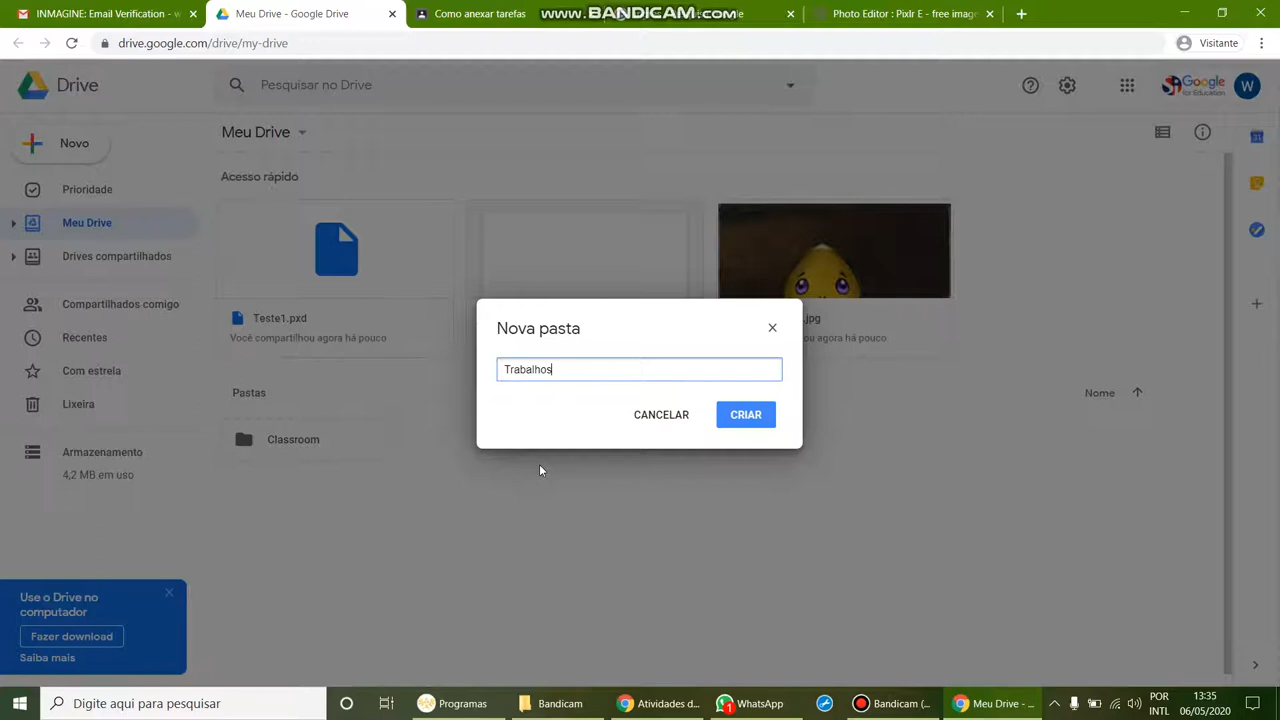 INMAGINE: Email Verification - w
Meu Drive - Google Drive
Como anexar tarefas
www.BANDICAM.com
Photo Editor : Pixlr E - free imag
drive.google.com/drive/my-drive
Visitante
Drive
Pesquisar no Drive
Google
for Education
W
Novo
Meu Drive
Prioridade
Acesso rápido
Meu Drive
Drives compartilhados
Compartilhados comigo
Teste1.pxd
.jpg
Recentes
Você compartilhou agora há pouco
agora há pouco
Nova pasta
Trabalhos
CANCELAR
CRIAR
Com estrela
Lixeira
Pastas
Nome
Classroom
Armazenamento
4,2 MB em uso
Use o Drive no
computador
Fazer download
Saiba mais
Digite aqui para pesquisar
Programas
Bandicam
Atividades d...
1
WhatsApp
Bandicam (...
Meu Drive - ...
POR
INTL
13:35
06/05/2020